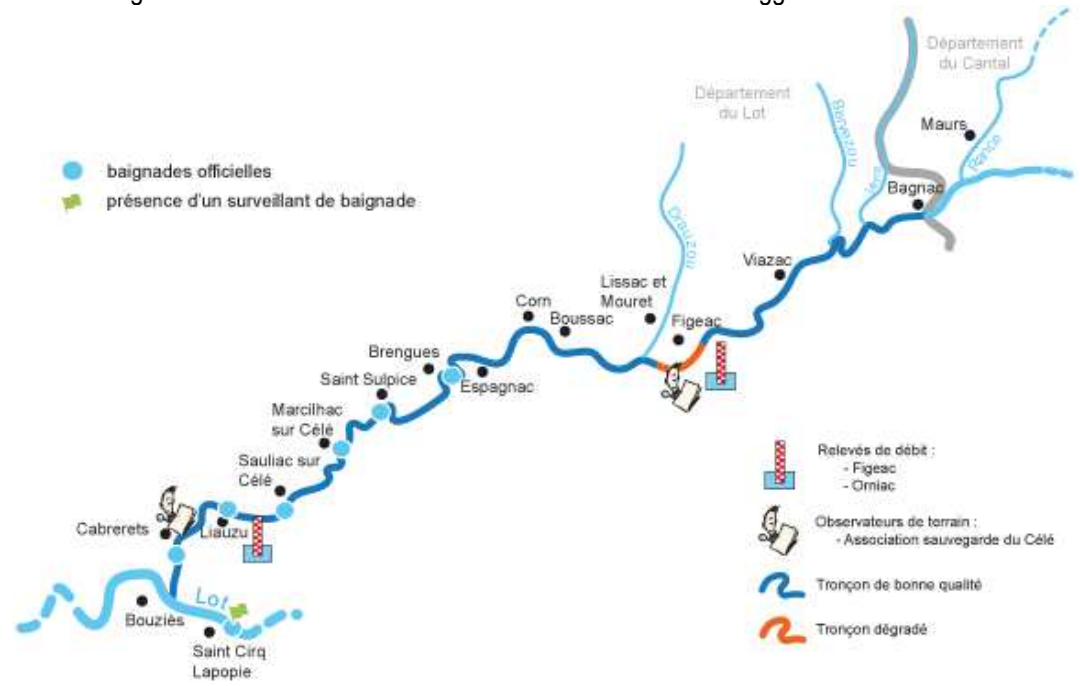 Département
du Cantal
Département
du Lot
Maurs
Bervezou
Rance
baignades officielles
Bagnac
présence d'un surveillant de baignade
Drauzou
Viazac
Lissac et
Mouret
Corn
Boussac
Figeac
Brengues
Saint Sulpice
Espagnac
Marcilhac
sur Célé
Sauliac sur
Célé
Relevés de débit :
- Figeac
- Orniac
Cabrerets
Liauzu
Observateurs de terrain :
- Association sauvegarde du Célé
Tronçon de bonne qualité
Lot
Bouziès
Tronçon dégradé
Saint Cirq
Lapopie